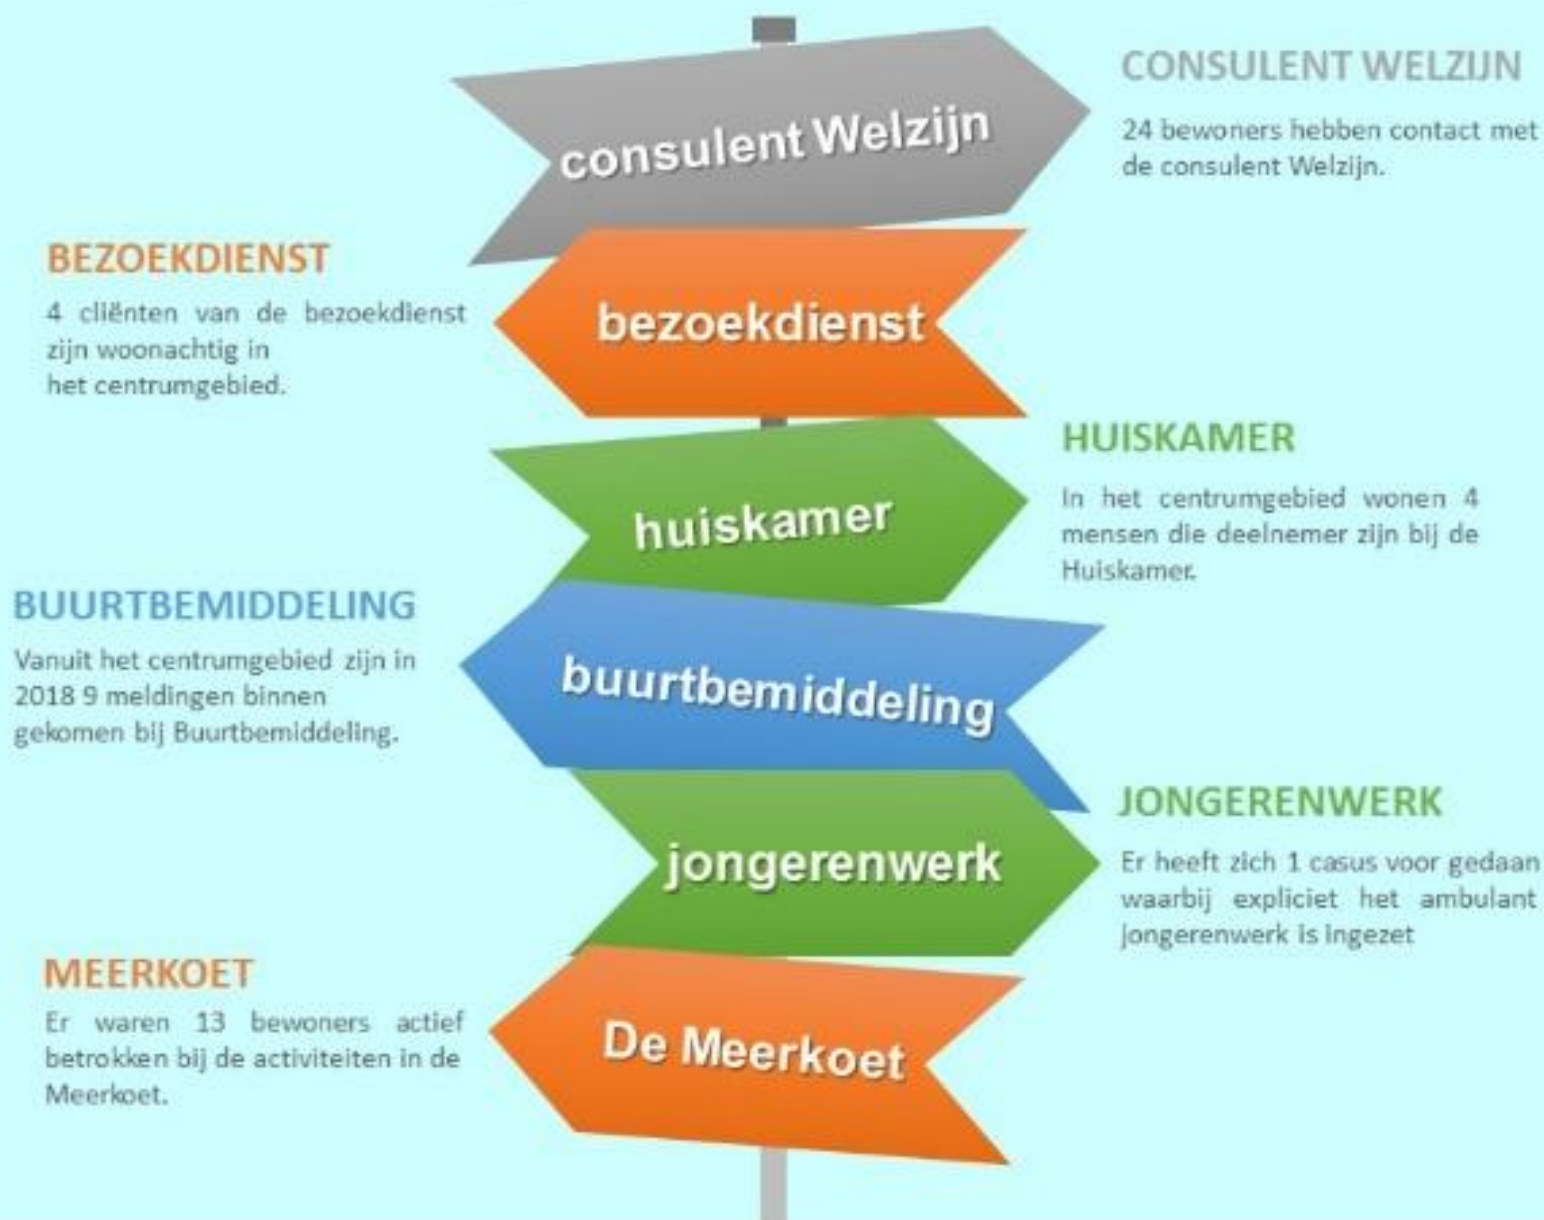 consulent Welzijn
CONSULENT WELZIJN
24 bewoners hebben contact met
de consulent Welzijn.
bezoekdienst
BEZOEKDIENST
4 cliënten van de bezoekdienst
zijn woonachtig in
het centrumgebied.
huiskamer
HUISKAMER
In het centrumgebied wonen 4
mensen die deelnemer zijn bij de
Huiskamer.
buurtbemiddeling
BUURTBEMIDDELING
Vanuit het centrumgebied zijn in
2018 9 meldingen binnen
gekomen bij Buurtbemiddeling.
jongerenwerk
JONGERENWERK
Er heeft zich 1 casus voor gedaan
waarbij expliciet het ambulant
jongerenwerk is ingezet
De Meerkoet
MEERKOET
Er waren 13 bewoners actief
betrokken bij de activiteiten in de
Meerkoet.